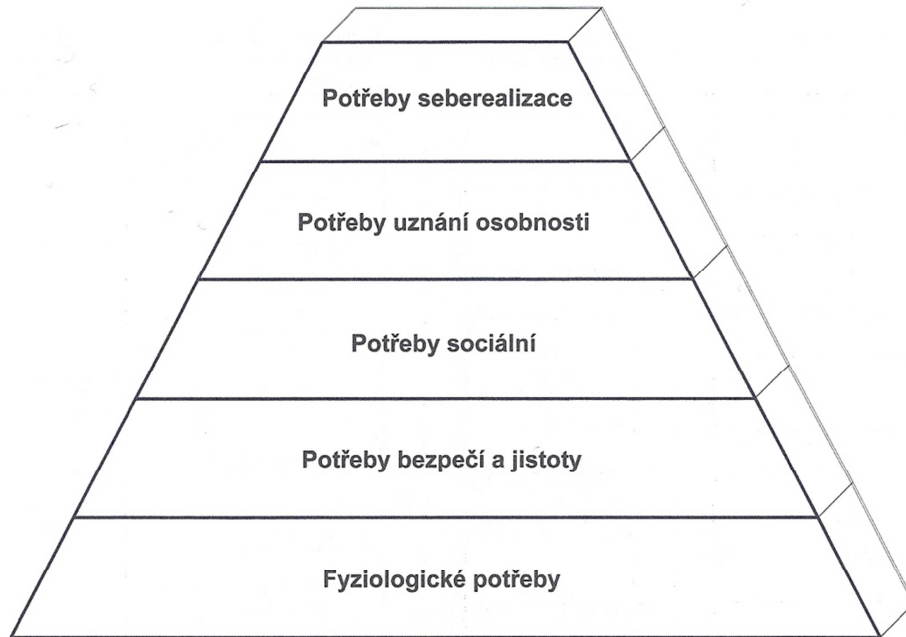 Potřeby seberealizace
Potřeby uznání osobnosti
Potřeby sociální
Potřeby bezpečí a jistoty
Fyziologické potřeby